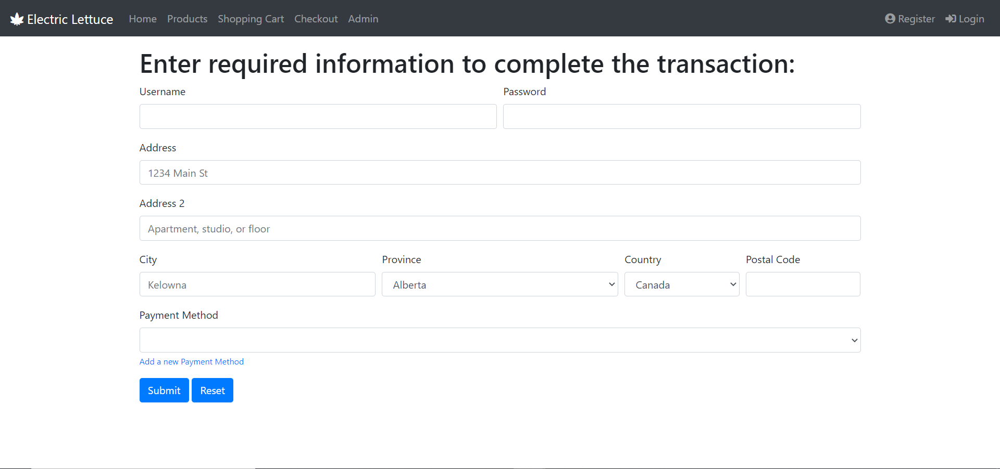 Electric Lettuce Home Products Shopping Cart Checkout Admin Register Login
Enter required information to complete the transaction:
Username Password
Address
1234 Main St
Address 2
Apartment, studio, or floor
City Province Country Postal Code
Kelowna Alberta Canada
Payment Method
Add a new Payment Method
Submit Reset